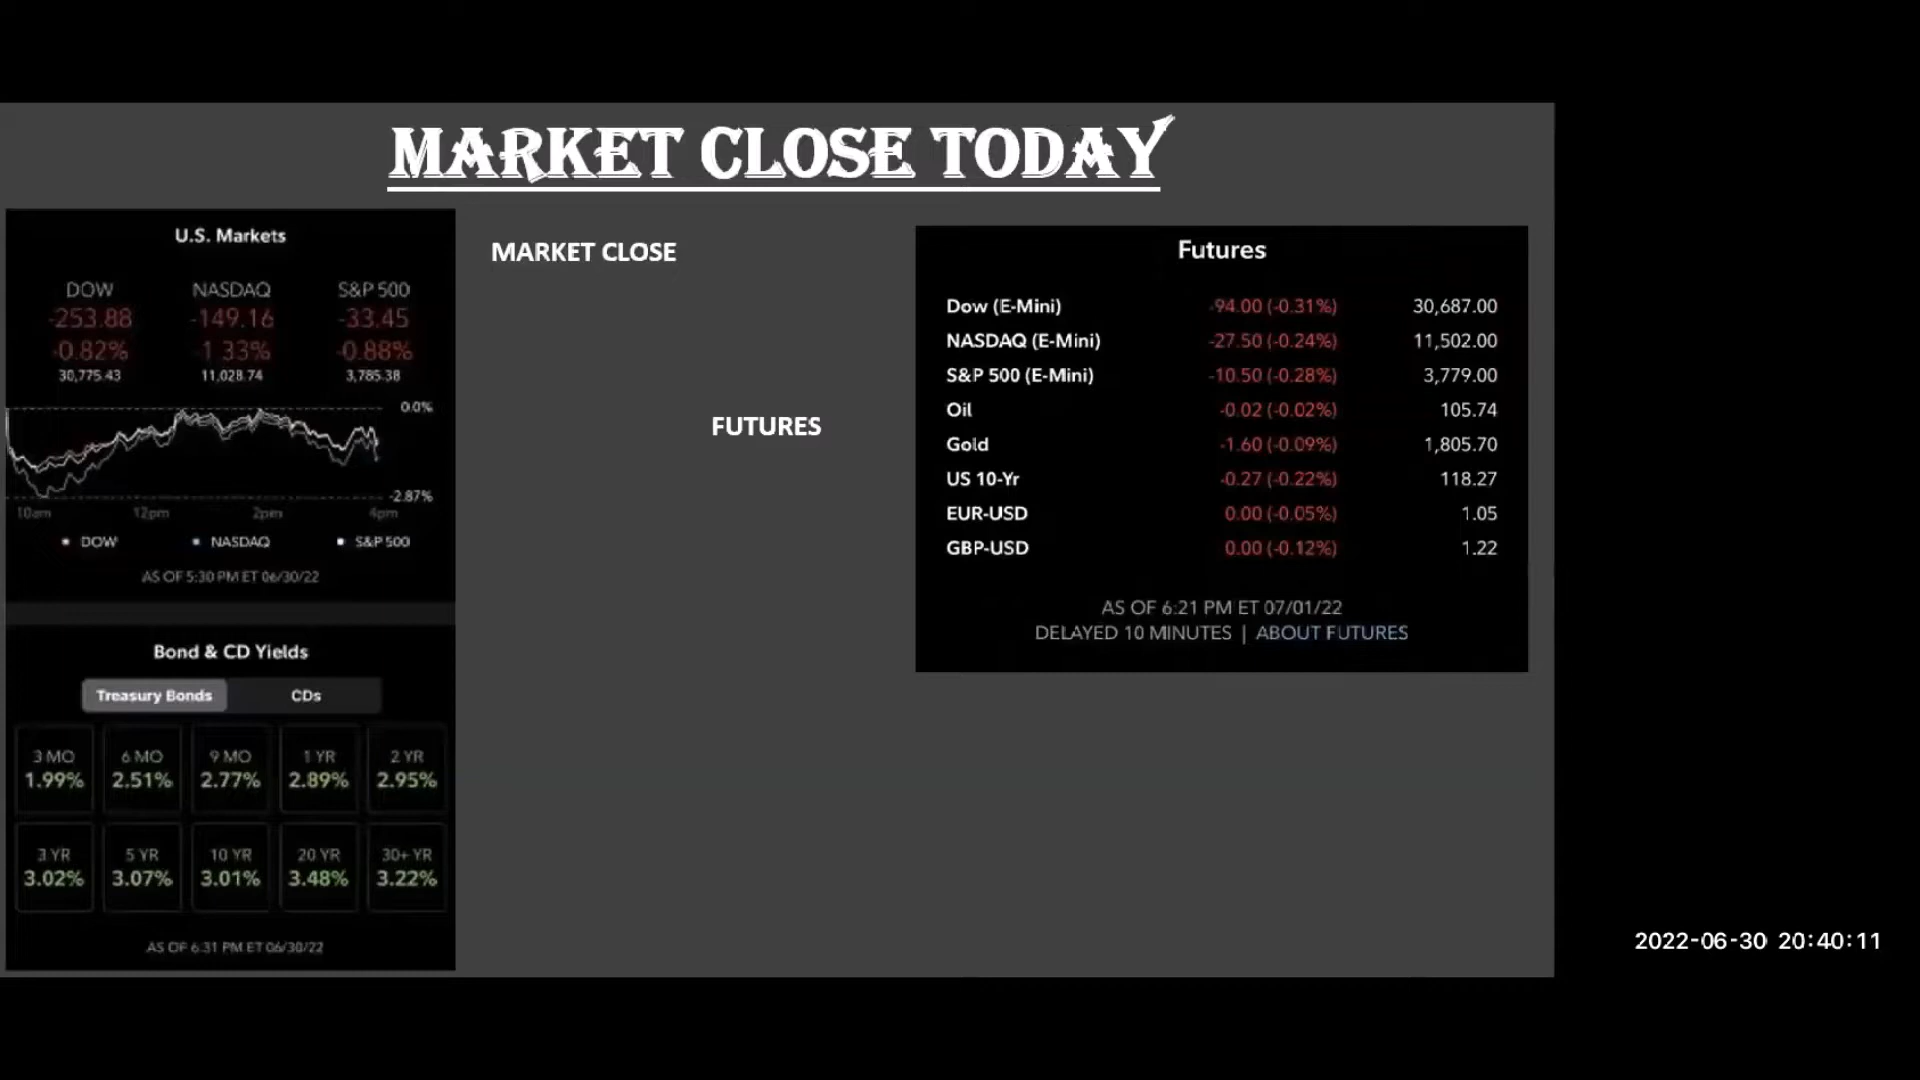 MARKET CLOSE TODAY
U.S. Markets
DOW NASDAQ S&P 500
-253.88 -149.16 -33.45
-0.82% -1.33% -0.88%
30,775.43 11,028.74 3,785.38
0.0%
-2.87%
10am 12pm 2pm 4pm
DOW NASDAQ S&P 500
AS OF 5:30 PM ET 06/30/22
Bond & CD Yields
Treasury Bonds CDs
3 MO 6 MO 9 MO 1 YR 2 YR
1.99% 2.51% 2.77% 2.89% 2.95%
3 YR 5 YR 10 YR 20 YR 30+ YR
3.02% 3.07% 3.01% 3.48% 3.22%
AS OF 6:31 PM ET 06/30/22
MARKET CLOSE
FUTURES
Futures
Dow (E-Mini) -94.00 (-0.31%) 30,687.00
NASDAQ (E-Mini) -27.50 (-0.24%) 11,502.00
S&P 500 (E-Mini) -10.50 (-0.28%) 3,779.00
Oil -0.02 (-0.02%) 105.74
Gold -1.60 (-0.09%) 1,805.70
US 10-Yr -0.27 (-0.22%) 118.27
EUR-USD 0.00 (-0.05%) 1.05
GBP-USD 0.00 (-0.12%) 1.22
AS OF 6:21 PM ET 07/01/22
DELAYED 10 MINUTES | ABOUT FUTURES
2022-06-30 20:40:11